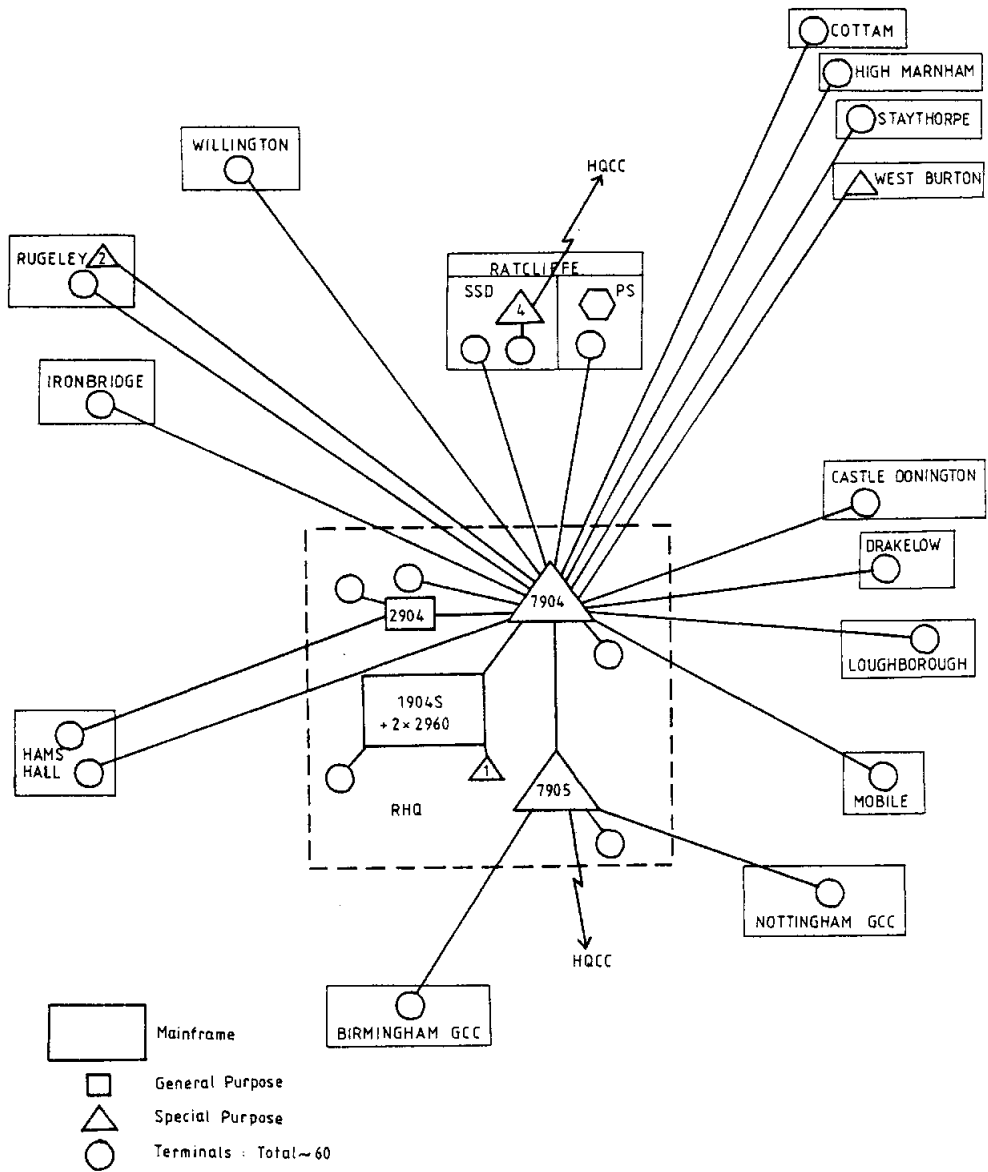 COTTAM
HIGH MARNHAM
STAYTHORPE
WEST BURTON
WILLINGTON
HQCC
RUGELEY 2
RATCLIFFE
SSD
4
PS
IRONBRIDGE
CASTLE DONINGTON
DRAKELOW
LOUGHBOROUGH
7904
2904
1904S
+2×2960
1
HAMS
HALL
RHQ
7905
MOBILE
NOTTINGHAM GCC
HQCC
BIRMINGHAM GCC
Mainframe
General Purpose
Special Purpose
Terminals : Total~60